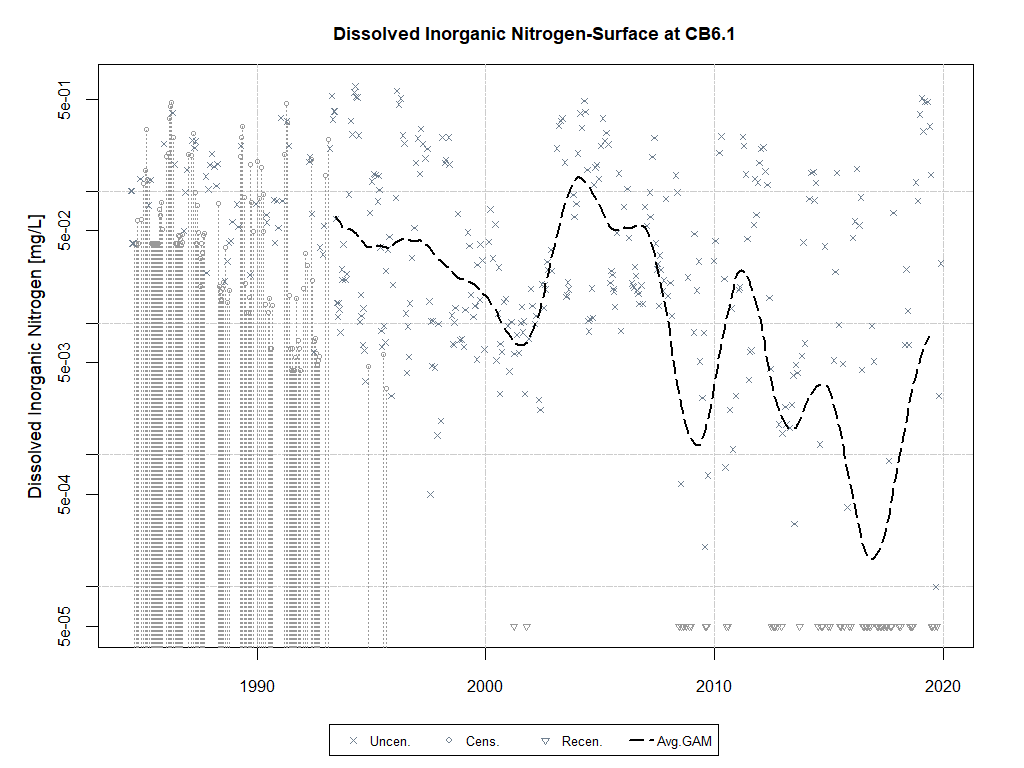 Dissolved Inorganic Nitrogen-Surface at CB6.1
Dissolved Inorganic Nitrogen [mg/L]
5e-01
5e-02
5e-03
5e-04
5e-05
1990 2000 2010 2020
Uncen. Cens. Recen. Avg.GAM